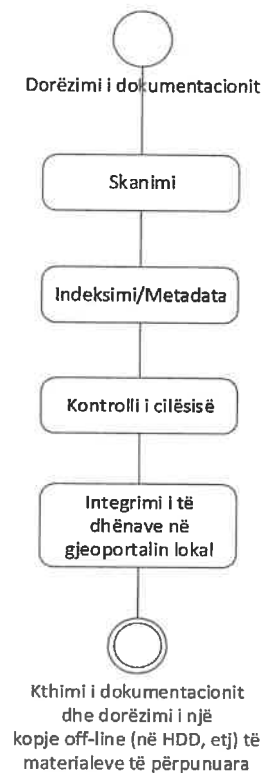 Dorëzimi i dokumentacionit
Skanimi
Indeksimi/Metadata
Kontrolli i cilësisë
Integrimi i të
dhënave në
gjeoportalin lokal
Kthimi i dokumentacionit
dhe dorëzimi i një
kopje off-line (në HDD, etj) të
materialeve të përpunuara